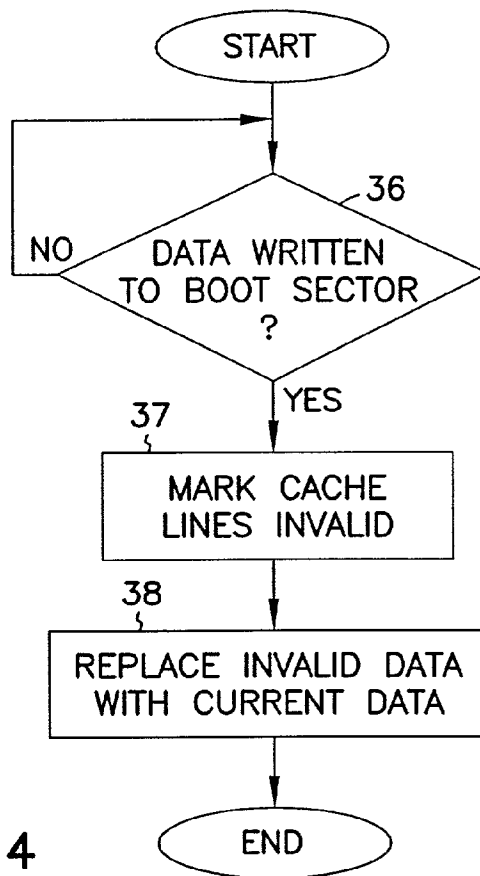 START
36
NO
DATA WRITTEN
TO BOOT SECTOR
?
YES
37
MARK CACHE
LINES INVALID
38
REPLACE INVALID DATA
WITH CURRENT DATA
END
4